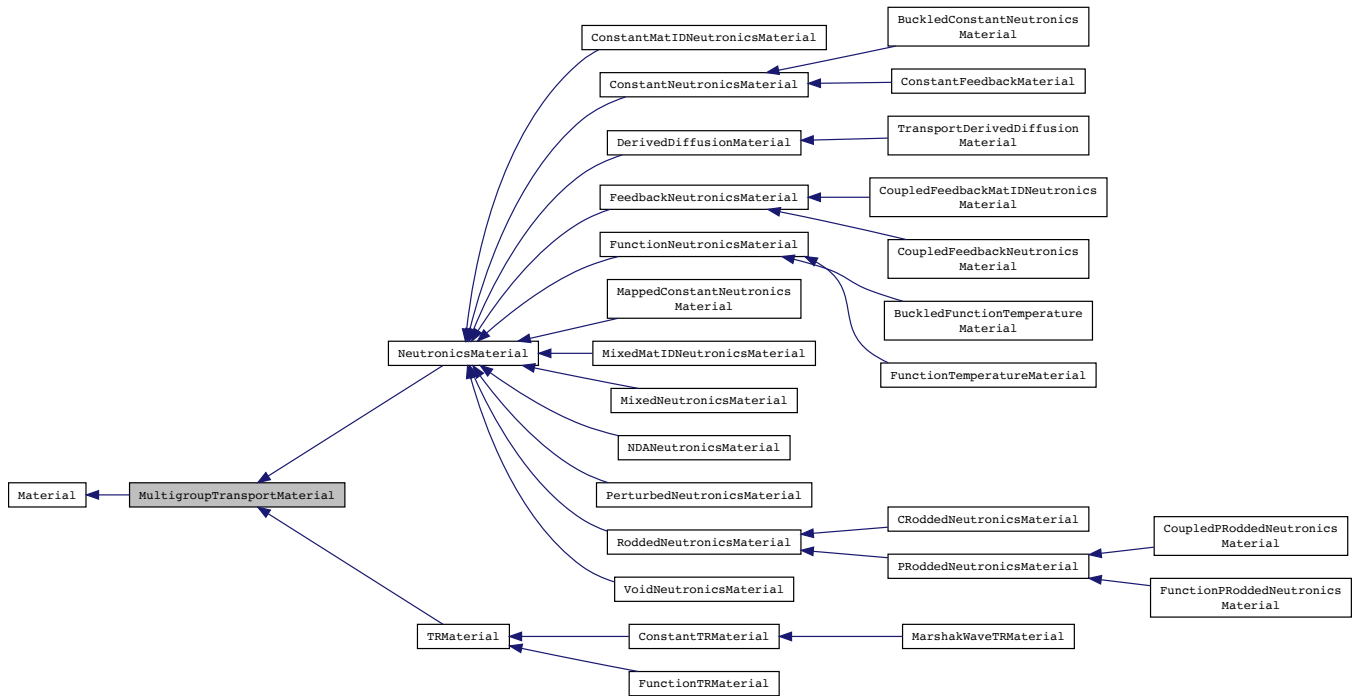 BuckledConstantNeutronics
Material
ConstantMatIDNeutronicsMaterial
ConstantNeutronicsMaterial
ConstantFeedbackMaterial
TransportDerivedDiffusion
Material
DerivedDiffusionMaterial
CoupledFeedbackMatIDNeutronics
Material
FeedbackNeutronicsMaterial
FunctionNeutronicsMaterial
CoupledFeedbackNeutronics
Material
MappedConstantNeutronics
Material
BuckledFunctionTemperature
Material
NeutronicsMaterial
MixedMatIDNeutronicsMaterial
FunctionTemperatureMaterial
MixedNeutronicsMaterial
NDANeutronicsMaterial
Material
MultigroupTransportMaterial
PerturbedNeutronicsMaterial
CRoddedNeutronicsMaterial
RoddedNeutronicsMaterial
CoupledPRoddedNeutronics
Material
PRoddedNeutronicsMaterial
VoidNeutronicsMaterial
FunctionPRoddedNeutronics
Material
TRMaterial
ConstantTRMaterial
MarshakWaveTRMaterial
FunctionTRMaterial